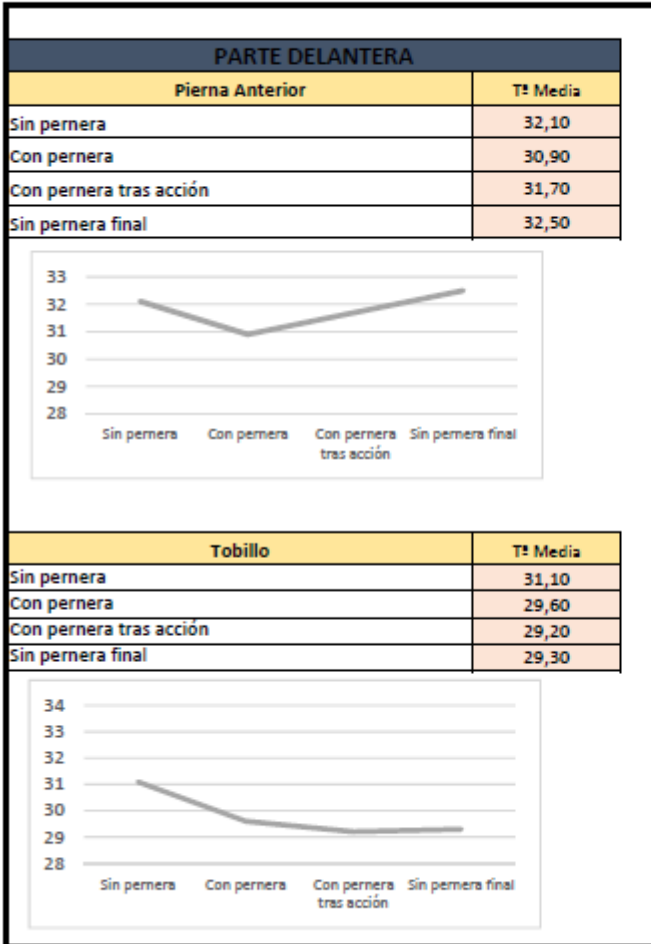 PARTE DELANTERA
Pierna Anterior Tª Media
Sin pernera 32,10
Con pernera 30,90
Con pernera tras acción 31,70
Sin pernera final 32,50
33
32
31
30
29
28
Sin pernera Con pernera Con pernera Sin pernera final
tras acción
Tobillo Tª Media
Sin pernera 31,10
Con pernera 29,60
Con pernera tras acción 29,20
Sin pernera final 29,30
34
33
32
31
30
29
28
Sin pernera Con pernera Con pernera Sin pernera final
tras acción